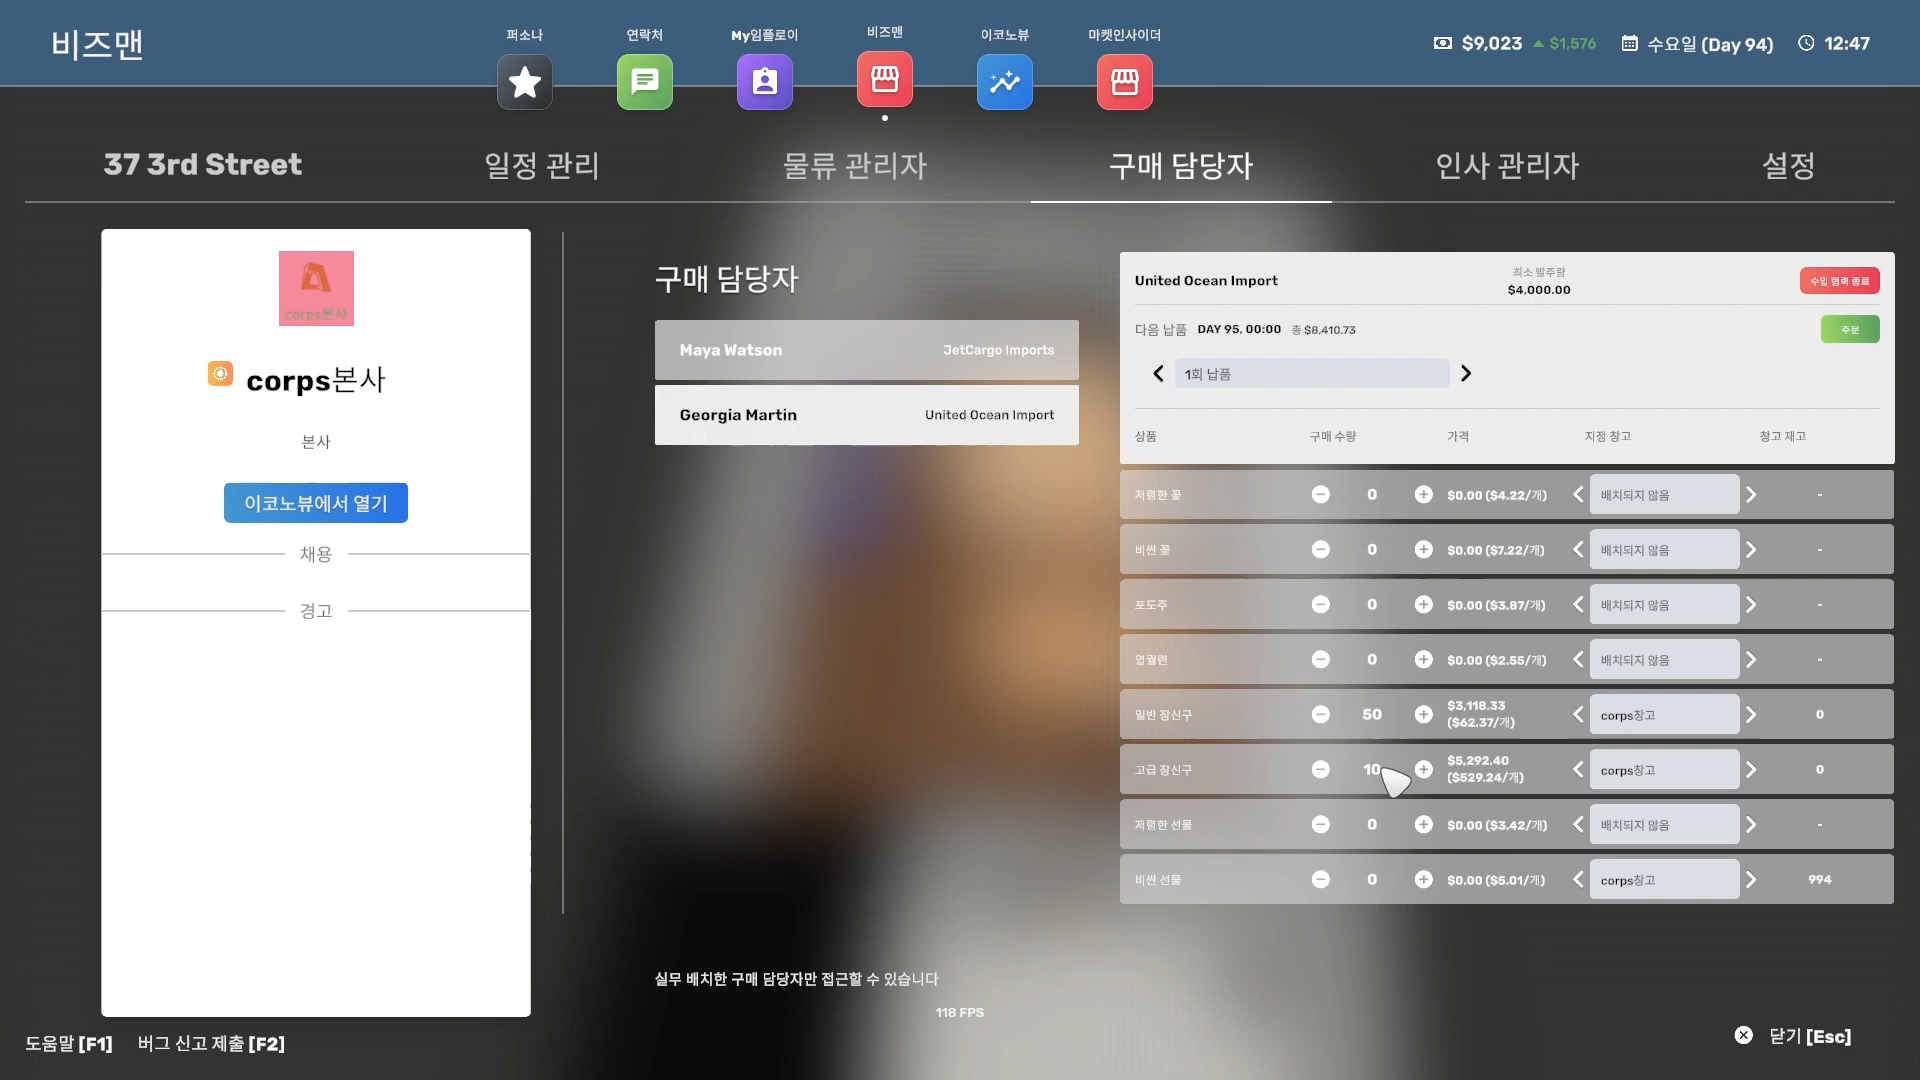 비즈맨
퍼소나
연락처
My임플로이
비즈맨
이코노뷰
마켓인사이더
$9,023 $1,576 수요일 (Day 94) 12:47
37 3rd Street
일정 관리
물류 관리자
구매 담당자
인사 관리자
설정
corps본사
corps본사
본사
이코노뷰에서 열기
채용
경고
구매 담당자
Maya Watson JetCargo Imports
Georgia Martin United Ocean Import
실무 배치한 구매 담당자만 접근할 수 있습니다
118 FPS
United Ocean Import
최소 발주량
$4,000.00
수입 협력 종료
다음 납품 DAY 95, 00:00 총 $8,410.73
주문
1회 납품
상품 구매 수량 가격 지정 창고 창고 재고
저렴한 꽃 0 $0.00 ($4.22/개) 배치되지 않음 -
비싼 꽃 0 $0.00 ($7.22/개) 배치되지 않음 -
포도주 0 $0.00 ($3.87/개) 배치되지 않음 -
엽궐련 0 $0.00 ($2.55/개) 배치되지 않음 -
일반 장신구 50 $3,118.33 ($62.37/개) corps창고 0
고급 장신구 10 $5,292.40 ($529.24/개) corps창고 0
저렴한 선물 0 $0.00 ($3.42/개) 배치되지 않음 -
비싼 선물 0 $0.00 ($5.01/개) corps창고 994
도움말 [F1] 버그 신고 제출 [F2]
닫기 [Esc]